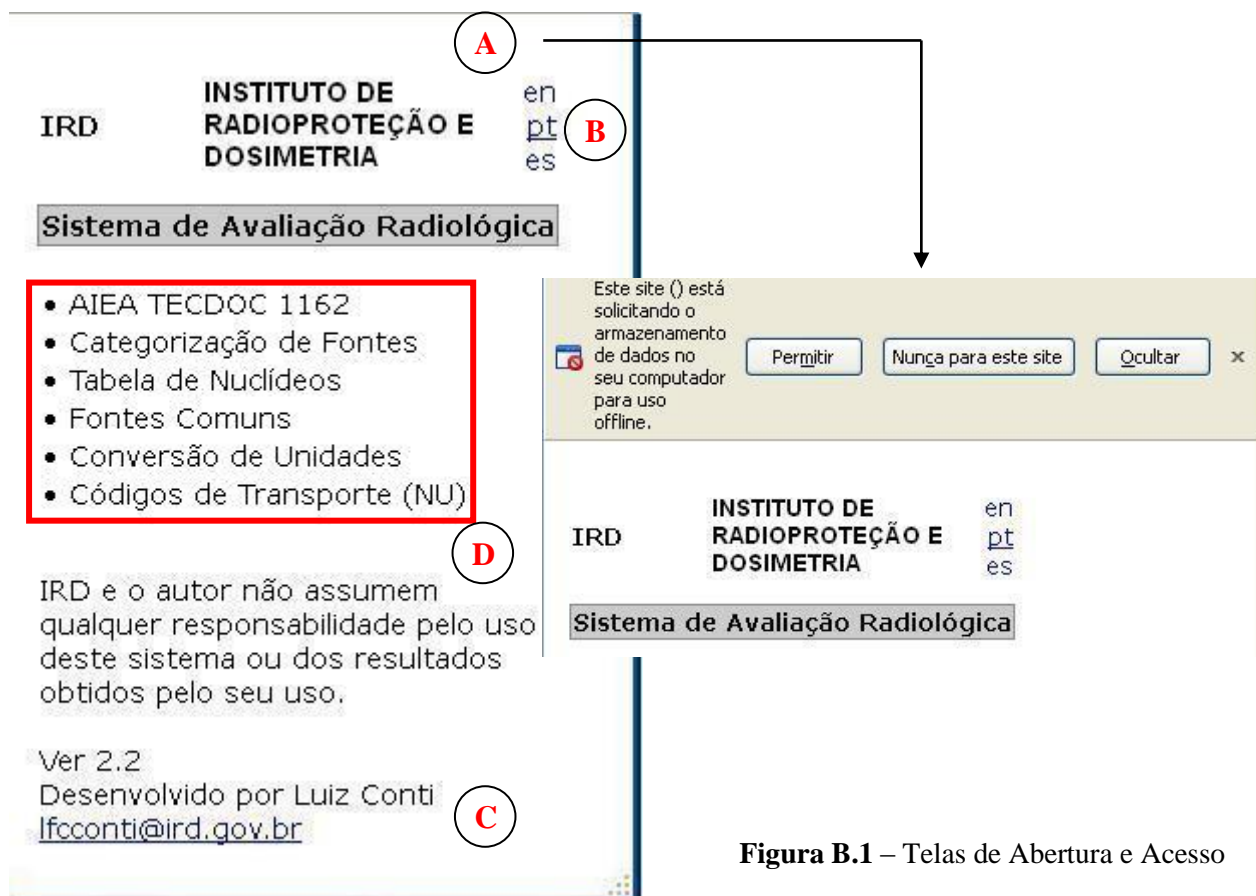 A
INSTITUTO DE
RADIOPROTEÇÃO E
DOSIMETRIA
IRD
en
pt
es
B
Sistema de Avaliação Radiológica
• AIEA TECDOC 1162
• Categorização de Fontes
• Tabela de Nuclídeos
• Fontes Comuns
• Conversão de Unidades
• Códigos de Transporte (NU)
D
IRD e o autor não assumem
qualquer responsabilidade pelo uso
deste sistema ou dos resultados
obtidos pelo seu uso.
Ver 2.2
Desenvolvido por Luiz Conti
lfcconti@ird.gov.br
C
Este site () está
solicitando o
armazenamento
de dados no
seu computador
para uso
offline.
Permitir
Nunca para este site
Ocultar
×
IRD
INSTITUTO DE
RADIOPROTEÇÃO E
DOSIMETRIA
en
pt
es
Sistema de Avaliação Radiológica
Figura B.1 – Telas de Abertura e Acesso